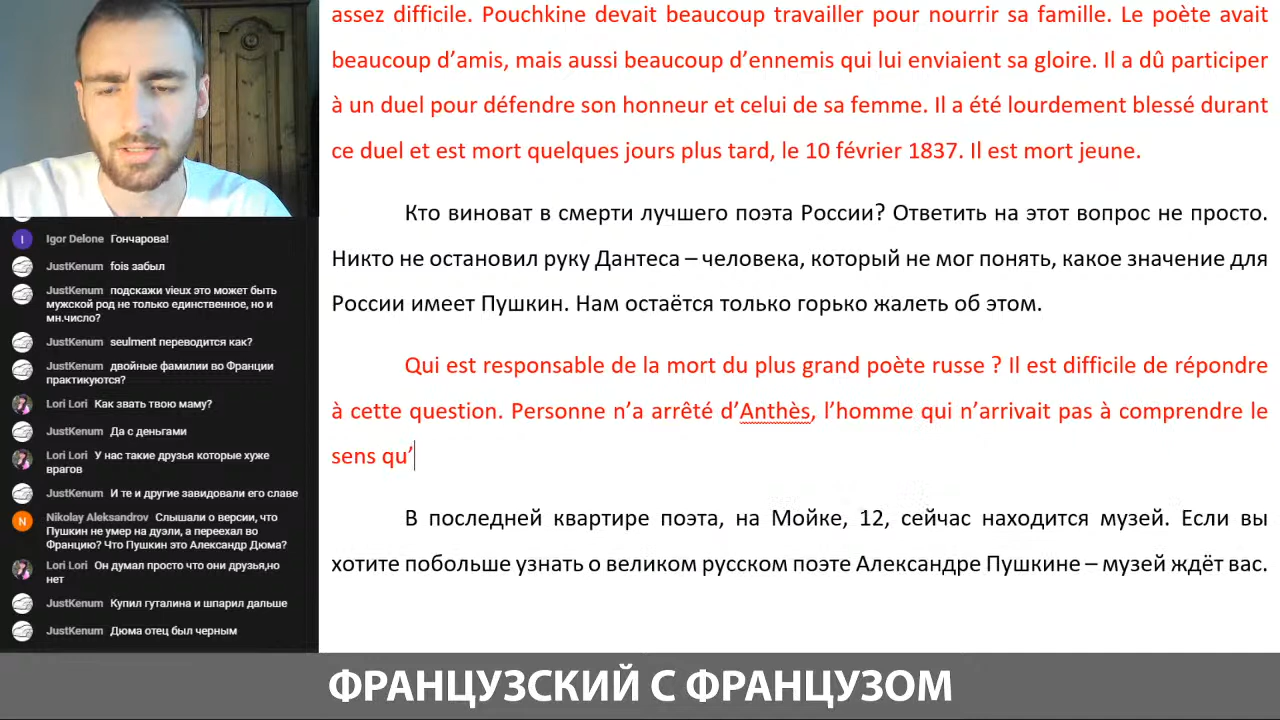 Igor Delone Гончарова!
JustKenum fois забыл
JustKenum подскажи vieux это может быть
мужской род не только единственное, но и
мн.число?
JustKenum seulment переводится как?
JustKenum двойные фамилии во Франции
практикуются?
Lori Lori Как звать твою маму?
JustKenum Да с деньгами
Lori Lori У нас такие друзья которые хуже
врагов
JustKenum И те и другие завидовали его славе
Nikolay Aleksandrov Слышали о версии, что
Пушкин не умер на дуэли, а переехал во
Францию? Что Пушкин это Александр Дюма?
Lori Lori Он думал просто что они друзья,но
нет
JustKenum Купил гуталина и шпарил дальше
JustKenum Дюма отец был черным
assez difficile. Pouchkine devait beaucoup travailler pour nourrir sa famille. Le poète avait
beaucoup d’amis, mais aussi beaucoup d’ennemis qui lui enviaient sa gloire. Il a dû participer
à un duel pour défendre son honneur et celui de sa femme. Il a été lourdement blessé durant
ce duel et est mort quelques jours plus tard, le 10 février 1837. Il est mort jeune.
Кто виноват в смерти лучшего поэта России? Ответить на этот вопрос не просто.
Никто не остановил руку Дантеса – человека, который не мог понять, какое значение для
России имеет Пушкин. Нам остаётся только горько жалеть об этом.
Qui est responsable de la mort du plus grand poète russe ? Il est difficile de répondre
à cette question. Personne n’a arrêté d’Anthès, l’homme qui n’arrivait pas à comprendre le
sens qu’
В последней квартире поэта, на Мойке, 12, сейчас находится музей. Если вы
хотите побольше узнать о великом русском поэте Александре Пушкине – музей ждёт вас.
ФРАНЦУЗСКИЙ С ФРАНЦУЗОМ